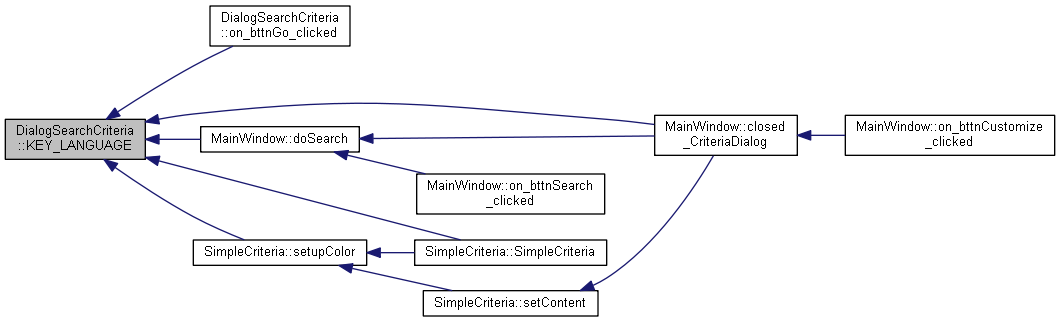 DialogSearchCriteria
::on_bttnGo_clicked
DialogSearchCriteria
::KEY_LANGUAGE
MainWindow::doSearch
MainWindow::closed
_CriteriaDialog
MainWindow::on_bttnCustomize
_clicked
MainWindow::on_bttnSearch
_clicked
SimpleCriteria::setupColor
SimpleCriteria::SimpleCriteria
SimpleCriteria::setContent